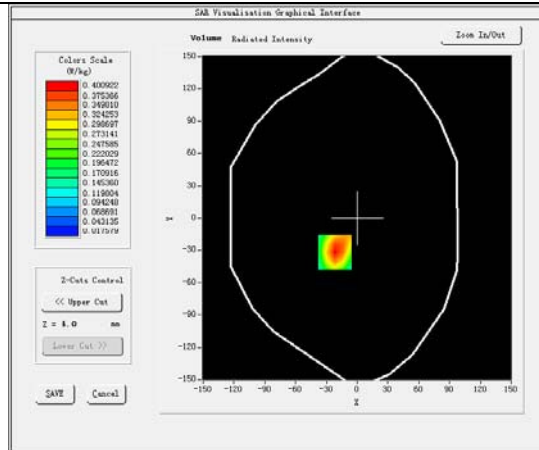 SAR Visualisation Graphical Interface
Volume Radiated Intensity
Zoom In/Out
Colors Scale
(W/kg)
0.400922
0.375366
0.349810
0.324253
0.298697
0.273141
0.247585
0.222029
0.196472
0.170916
0.145360
0.119804
0.094248
0.068691
0.043135
0.017579
150
120
90
60
30
0
-30
-60
-90
-120
-150
Y
-150 -120 -90 -60 -30 0 30 60 90 120 150
X
Z-Cuts Control
<< Upper Cut
Z = 4.0 mm
Lower Cut >>
SAVE Cancel